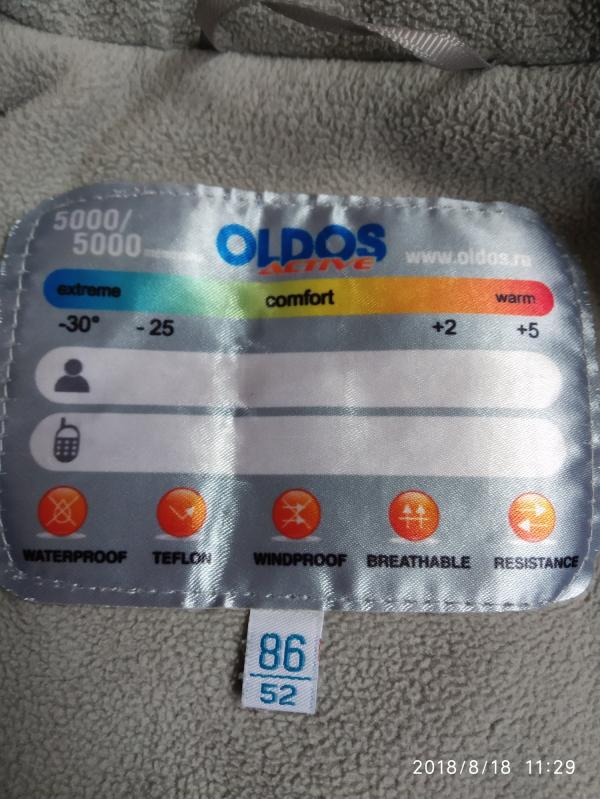 5000/
5000
OLDOS
ACTIVE
www.oldos.ru
extreme comfort warm
-30° - 25 +2 +5
WATERPROOF TEFLON WINDPROOF BREATHABLE RESISTANCE
86
52
2018/8/18 11:29